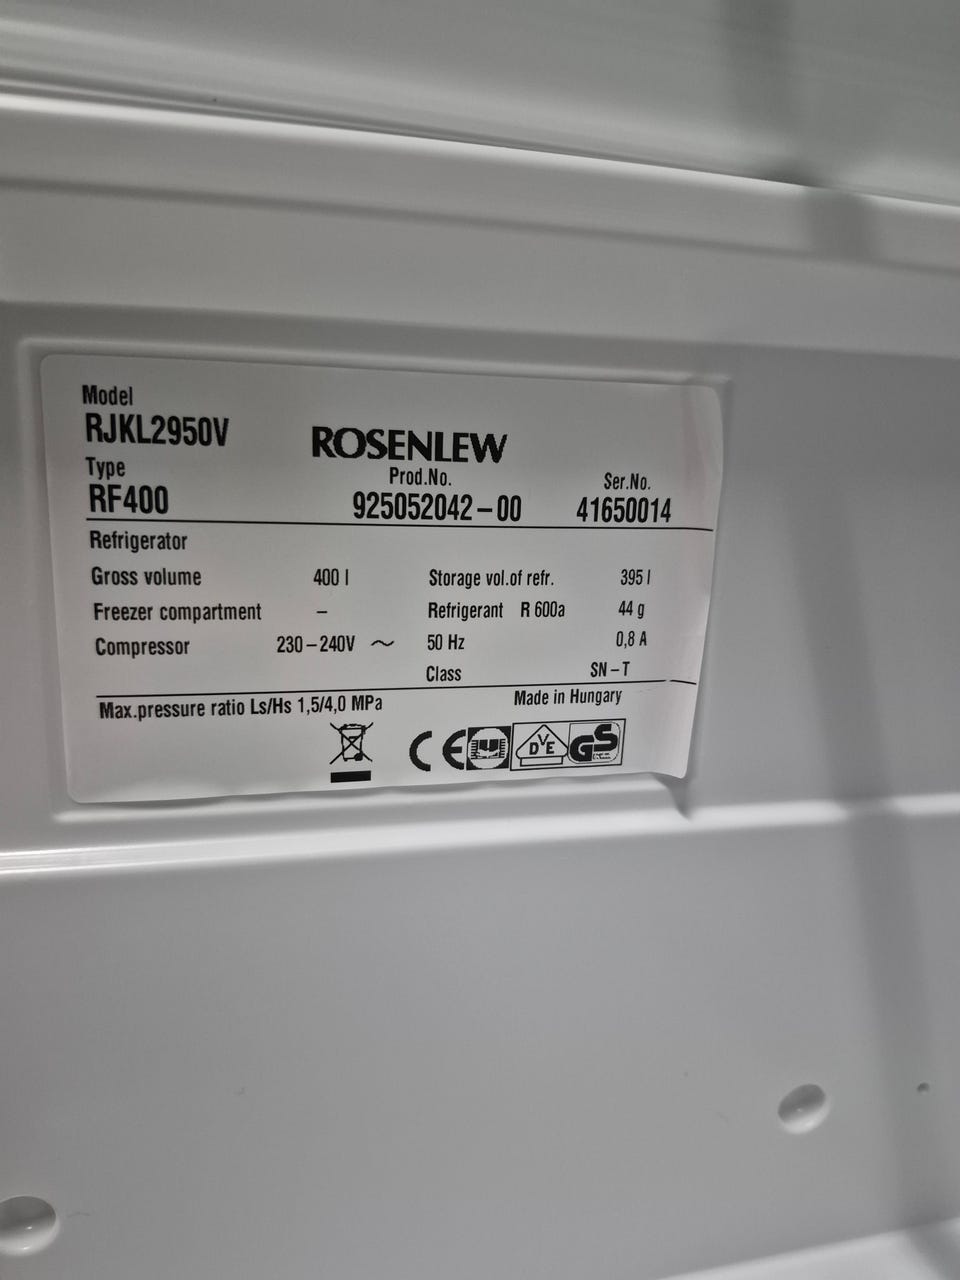 Model
RJKL2950V
ROSENLEW
Type
Prod.No.
Ser.No.
RF400
925052042–00
41650014
Refrigerator
Gross volume 400 l Storage vol.of refr. 395 l
Freezer compartment – Refrigerant R 600a 44 g
Compressor 230–240V ~ 50 Hz 0,8 A
Class SN–T
Max.pressure ratio Ls/Hs 1,5/4,0 MPa Made in Hungary
CE DVE GS